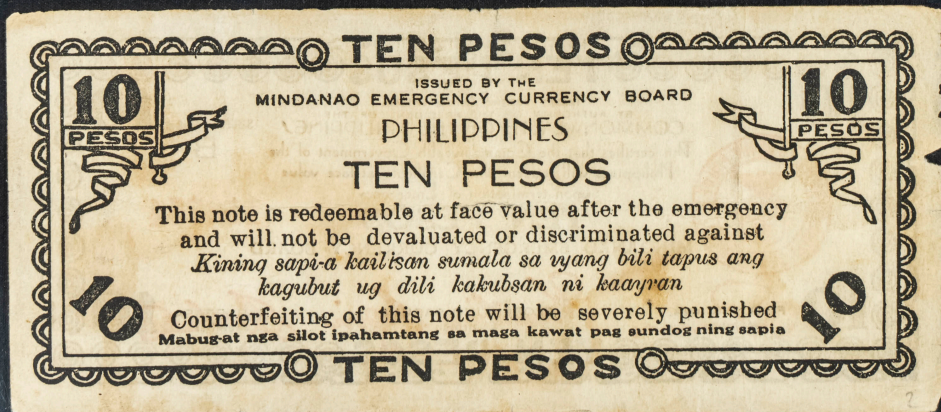 TEN PESOS
10
PESOS
10
PESOS
ISSUED BY THE
MINDANAO EMERGENCY CURRENCY BOARD
PHILIPPINES
TEN PESOS
This note is redeemable at face value after the emergency
and will not be devaluated or discriminated against
Kining sapi-a kailisan sumala sa vyang bili tapus ang
kagubut ug dili kakubsan ni kaayran
10
10
Counterfeiting of this note will be severely punished
Mabug-at nga silot ipahamtang sa maga kawat pag sundog ning sapia
TEN PESOS
?